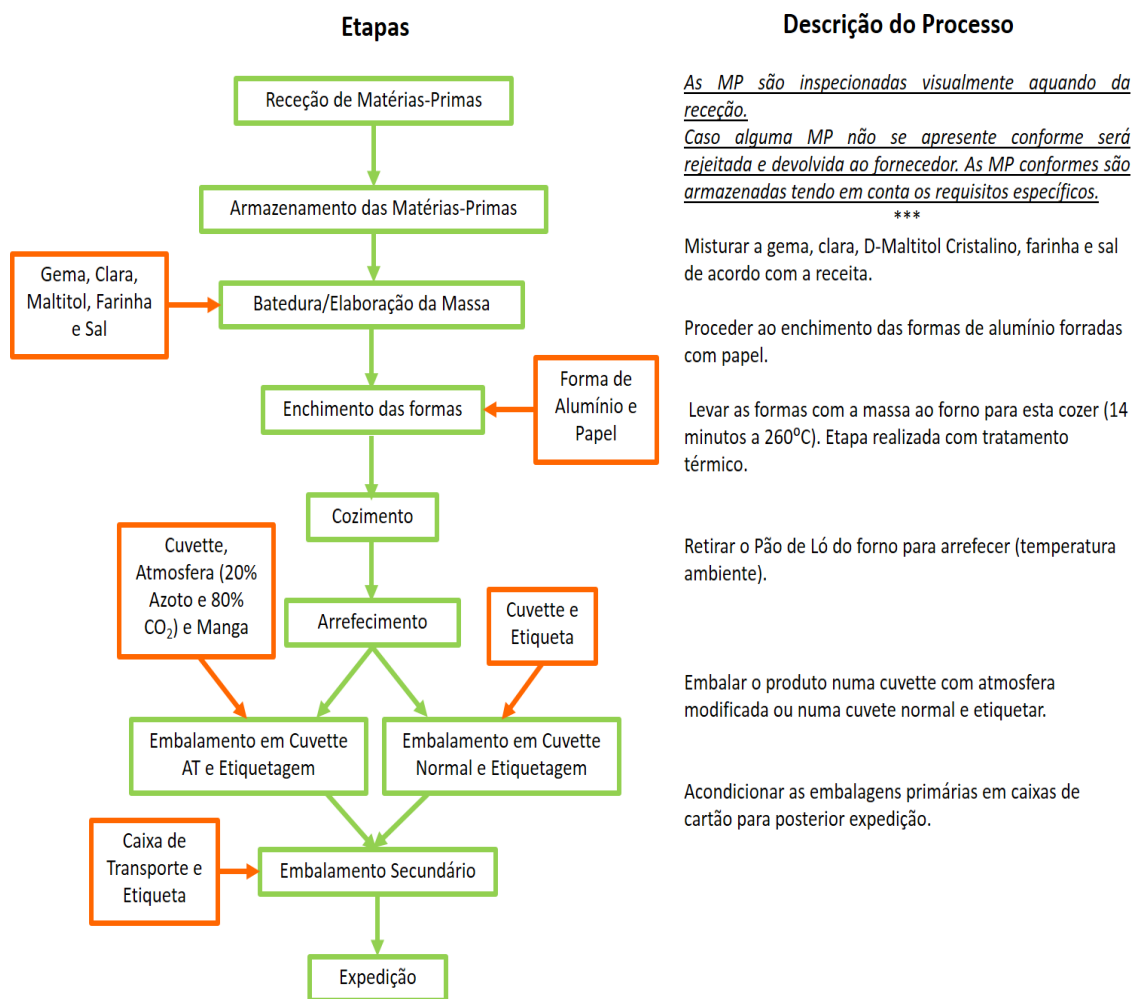 Etapas
Receção de Matérias-Primas
Armazenamento das Matérias-Primas
Gema, Clara,
Maltitol, Farinha
e Sal
Batedura/Elaboração da Massa
Enchimento das formas
Forma de
Alumínio e
Papel
Cozimento
Cuvette,
Atmosfera (20%
Azoto e 80%
CO₂) e Manga
Arrefecimento
Cuvette e
Etiqueta
Embalamento em Cuvette
AT e Etiquetagem
Embalamento em Cuvette
Normal e Etiquetagem
Caixa de
Transporte e
Etiqueta
Embalamento Secundário
Expedição
Descrição do Processo
As MP são inspecionadas visualmente aquando da
receção.
Caso alguma MP não se apresente conforme será
rejeitada e devolvida ao fornecedor. As MP conformes são
armazenadas tendo em conta os requisitos específicos.
***
Misturar a gema, clara, D-Maltitol Cristalino, farinha e sal
de acordo com a receita.
Proceder ao enchimento das formas de alumínio forradas
com papel.
Levar as formas com a massa ao forno para esta cozer (14
minutos a 260⁰C). Etapa realizada com tratamento
térmico.
Retirar o Pão de Ló do forno para arrefecer (temperatura
ambiente).
Embalar o produto numa cuvette com atmosfera
modificada ou numa cuvete normal e etiquetar.
Acondicionar as embalagens primárias em caixas de
cartão para posterior expedição.